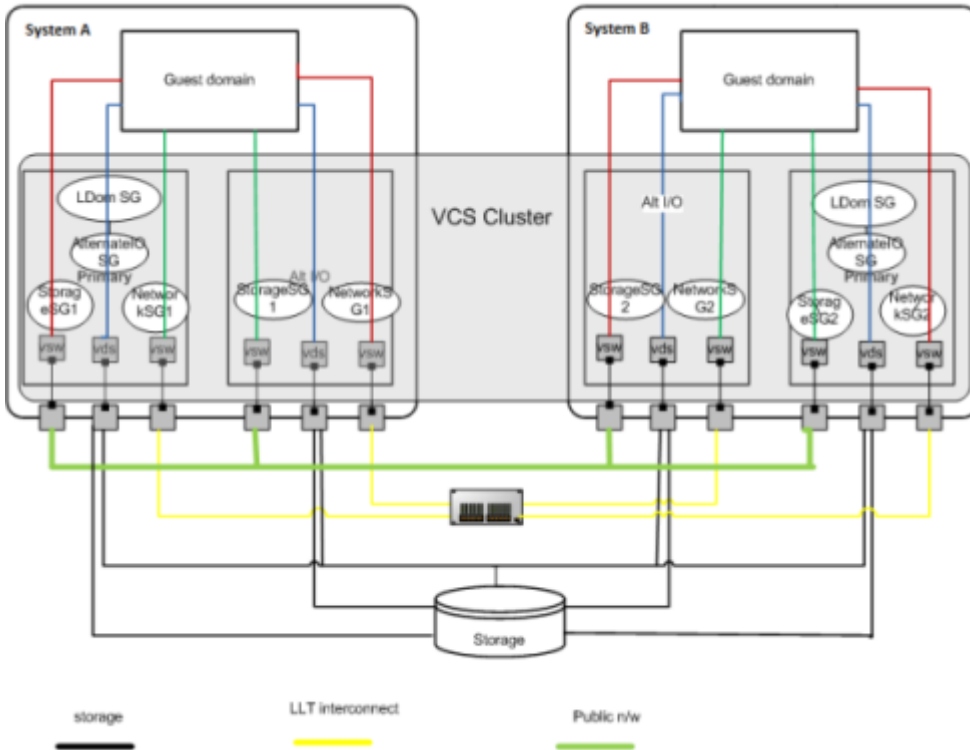 System A
System B
Guest domain
Guest domain
LDom SG
AlternateIO
SG
Primary
Storag
eSG1
Networ
kSG1
Alt I/O
StorageSG
1
NetworkS
G1
VCS Cluster
Alt I/O
StorageSG
2
NetworkS
G2
LDom SG
AlternateIO
SG
Primary
Storag
eSG2
Networ
kSG2
vsw
vds
vsw
vsw
vds
vsw
vsw
vds
vsw
vsw
vds
vsw
Storage
storage
LLT interconnect
Public n/w